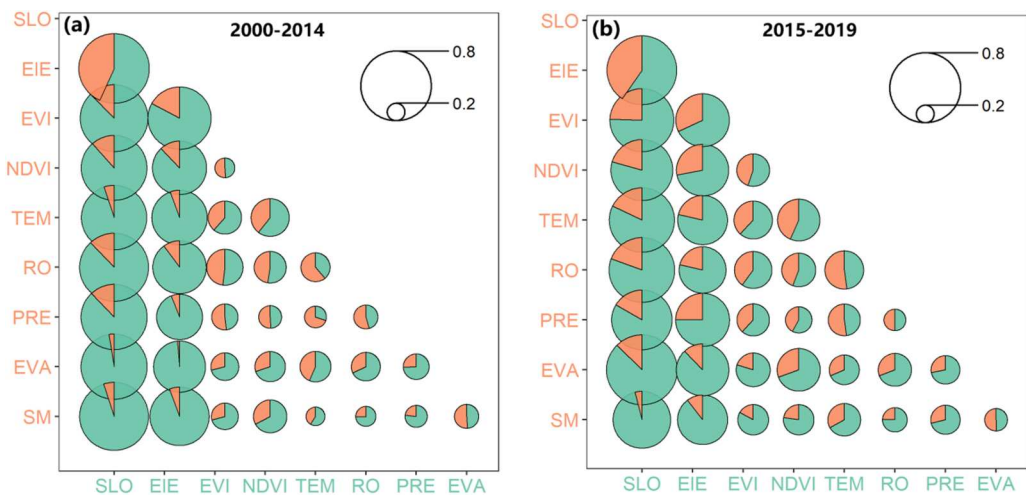 (a)
2000-2014
0.8
0.2
SLO
EIE
EVI
NDVI
TEM
RO
PRE
EVA
SM
SLO EIE EVI NDVI TEM RO PRE EVA
(b)
2015-2019
0.8
0.2
SLO
EIE
EVI
NDVI
TEM
RO
PRE
EVA
SM
SLO EIE EVI NDVI TEM RO PRE EVA